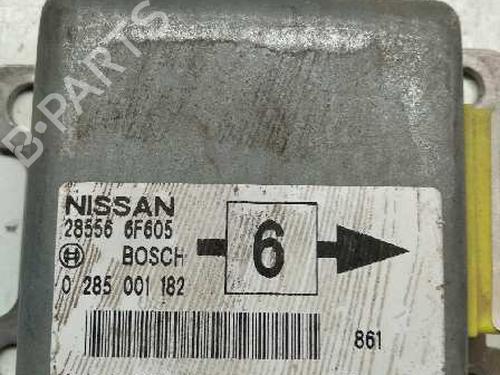 B-PARTS
NISSAN
28556 6F605
BOSCH
0 285 001 182
6
861